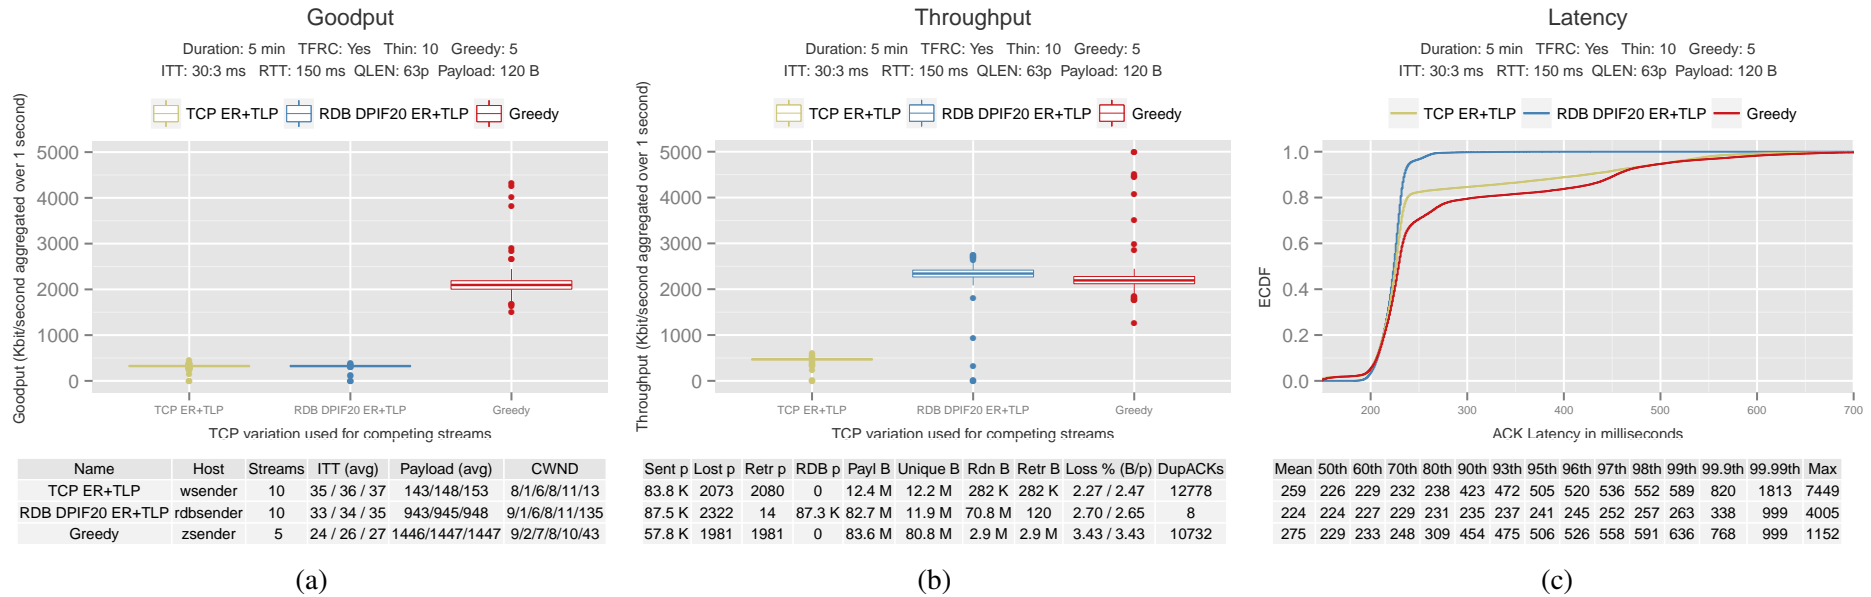 Goodput
Duration: 5 min TFRC: Yes Thin: 10 Greedy: 5
ITT: 30:3 ms RTT: 150 ms QLEN: 63p Payload: 120 B
TCP ER+TLP RDB DPIF20 ER+TLP Greedy
Goodput (Kbit/second aggregated over 1 second)
5000
4000
3000
2000
1000
0
TCP ER+TLP RDB DPIF20 ER+TLP Greedy
TCP variation used for competing streams
Name Host Streams ITT (avg) Payload (avg) CWND
TCP ER+TLP wsender 10 35 / 36 / 37 143/148/153 8/1/6/8/11/13
RDB DPIF20 ER+TLP rdbsender 10 33 / 34 / 35 943/945/948 9/1/6/8/11/135
Greedy zsender 5 24 / 26 / 27 1446/1447/1447 9/2/7/8/10/43
(a)
Throughput
Duration: 5 min TFRC: Yes Thin: 10 Greedy: 5
ITT: 30:3 ms RTT: 150 ms QLEN: 63p Payload: 120 B
TCP ER+TLP RDB DPIF20 ER+TLP Greedy
Throughput (Kbit/second aggregated over 1 second)
5000
4000
3000
2000
1000
0
TCP ER+TLP RDB DPIF20 ER+TLP Greedy
TCP variation used for competing streams
Sent p Lost p Retr p RDB p Payl B Unique B Rdn B Retr B Loss % (B/p) DupACKs
83.8 K 2073 2080 0 12.4 M 12.2 M 282 K 282 K 2.27 / 2.47 12778
87.5 K 2322 14 87.3 K 82.7 M 11.9 M 70.8 M 120 2.70 / 2.65 8
57.8 K 1981 1981 0 83.6 M 80.8 M 2.9 M 2.9 M 3.43 / 3.43 10732
(b)
Latency
Duration: 5 min TFRC: Yes Thin: 10 Greedy: 5
ITT: 30:3 ms RTT: 150 ms QLEN: 63p Payload: 120 B
TCP ER+TLP RDB DPIF20 ER+TLP Greedy
ECDF
1.0
0.8
0.6
0.4
0.2
0.0
200 300 400 500 600 700
ACK Latency in milliseconds
Mean 50th 60th 70th 80th 90th 93th 95th 96th 97th 98th 99th 99.9th 99.99th Max
259 226 229 232 238 423 472 505 520 536 552 589 820 1813 7449
224 224 227 229 231 235 237 241 245 252 257 263 338 999 4005
275 229 233 248 309 454 475 506 526 558 591 636 768 999 1152
(c)